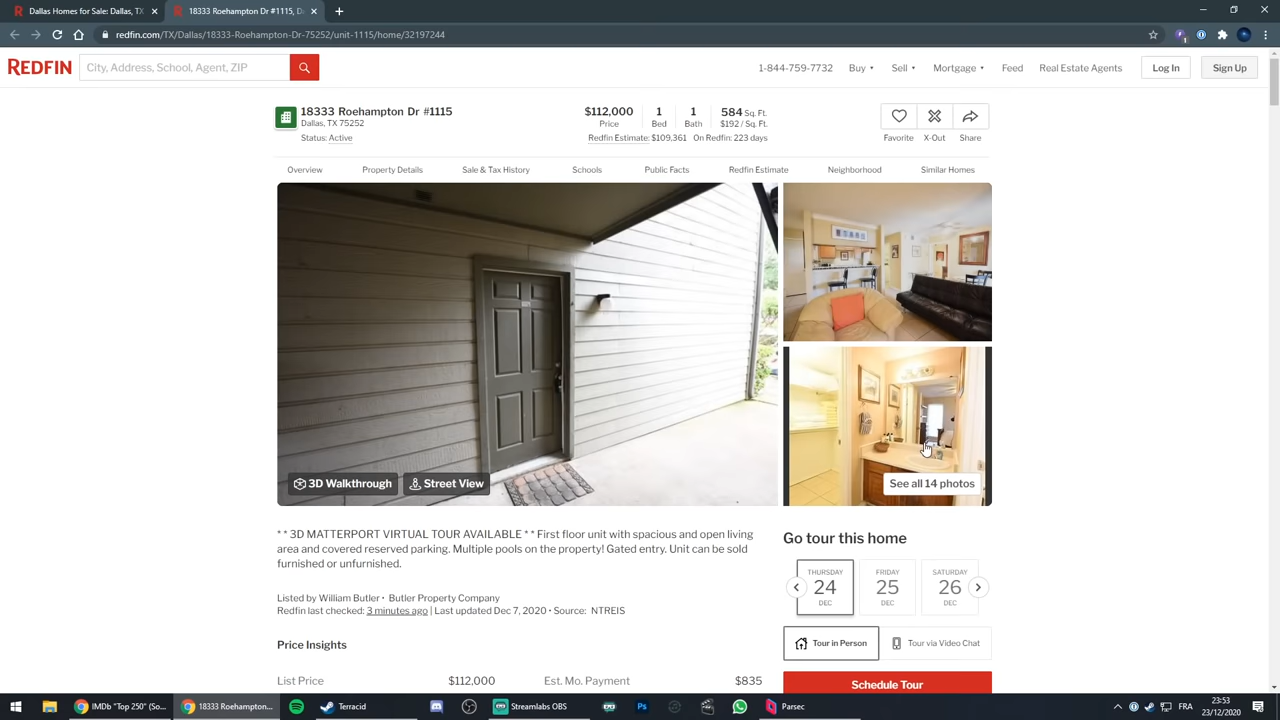 Dallas Homes for Sale: Dallas, TX
18333 Roehampton Dr #1115, Dal
redfin.com/TX/Dallas/18333-Roehampton-Dr-75252/unit-1115/home/32197244
REDFIN
City, Address, School, Agent, ZIP
1-844-759-7732
Buy
Sell
Mortgage
Feed
Real Estate Agents
Log In
Sign Up
18333 Roehampton Dr #1115
Dallas, TX 75252
Status: Active
$112,000
Price
1
Bed
1
Bath
584 Sq. Ft.
$192 / Sq. Ft.
Redfin Estimate: $109,361 On Redfin: 223 days
Favorite
X-Out
Share
Overview
Property Details
Sale & Tax History
Schools
Public Facts
Redfin Estimate
Neighborhood
Similar Homes
3D Walkthrough
Street View
See all 14 photos
* * 3D MATTERPORT VIRTUAL TOUR AVAILABLE * * First floor unit with spacious and open living
area and covered reserved parking. Multiple pools on the property! Gated entry. Unit can be sold
furnished or unfurnished.
Listed by William Butler • Butler Property Company
Redfin last checked: 3 minutes ago | Last updated Dec 7, 2020 • Source: NTREIS
Price Insights
List Price
$112,000
Est. Mo. Payment
$835
Go tour this home
THURSDAY
24
DEC
FRIDAY
25
DEC
SATURDAY
26
DEC
Tour in Person
Tour via Video Chat
Schedule Tour
IMDb "Top 250" (So...
18333 Roehampton...
Terracid
Streamlabs OBS
Parsec
FRA
23:53
23/12/2020